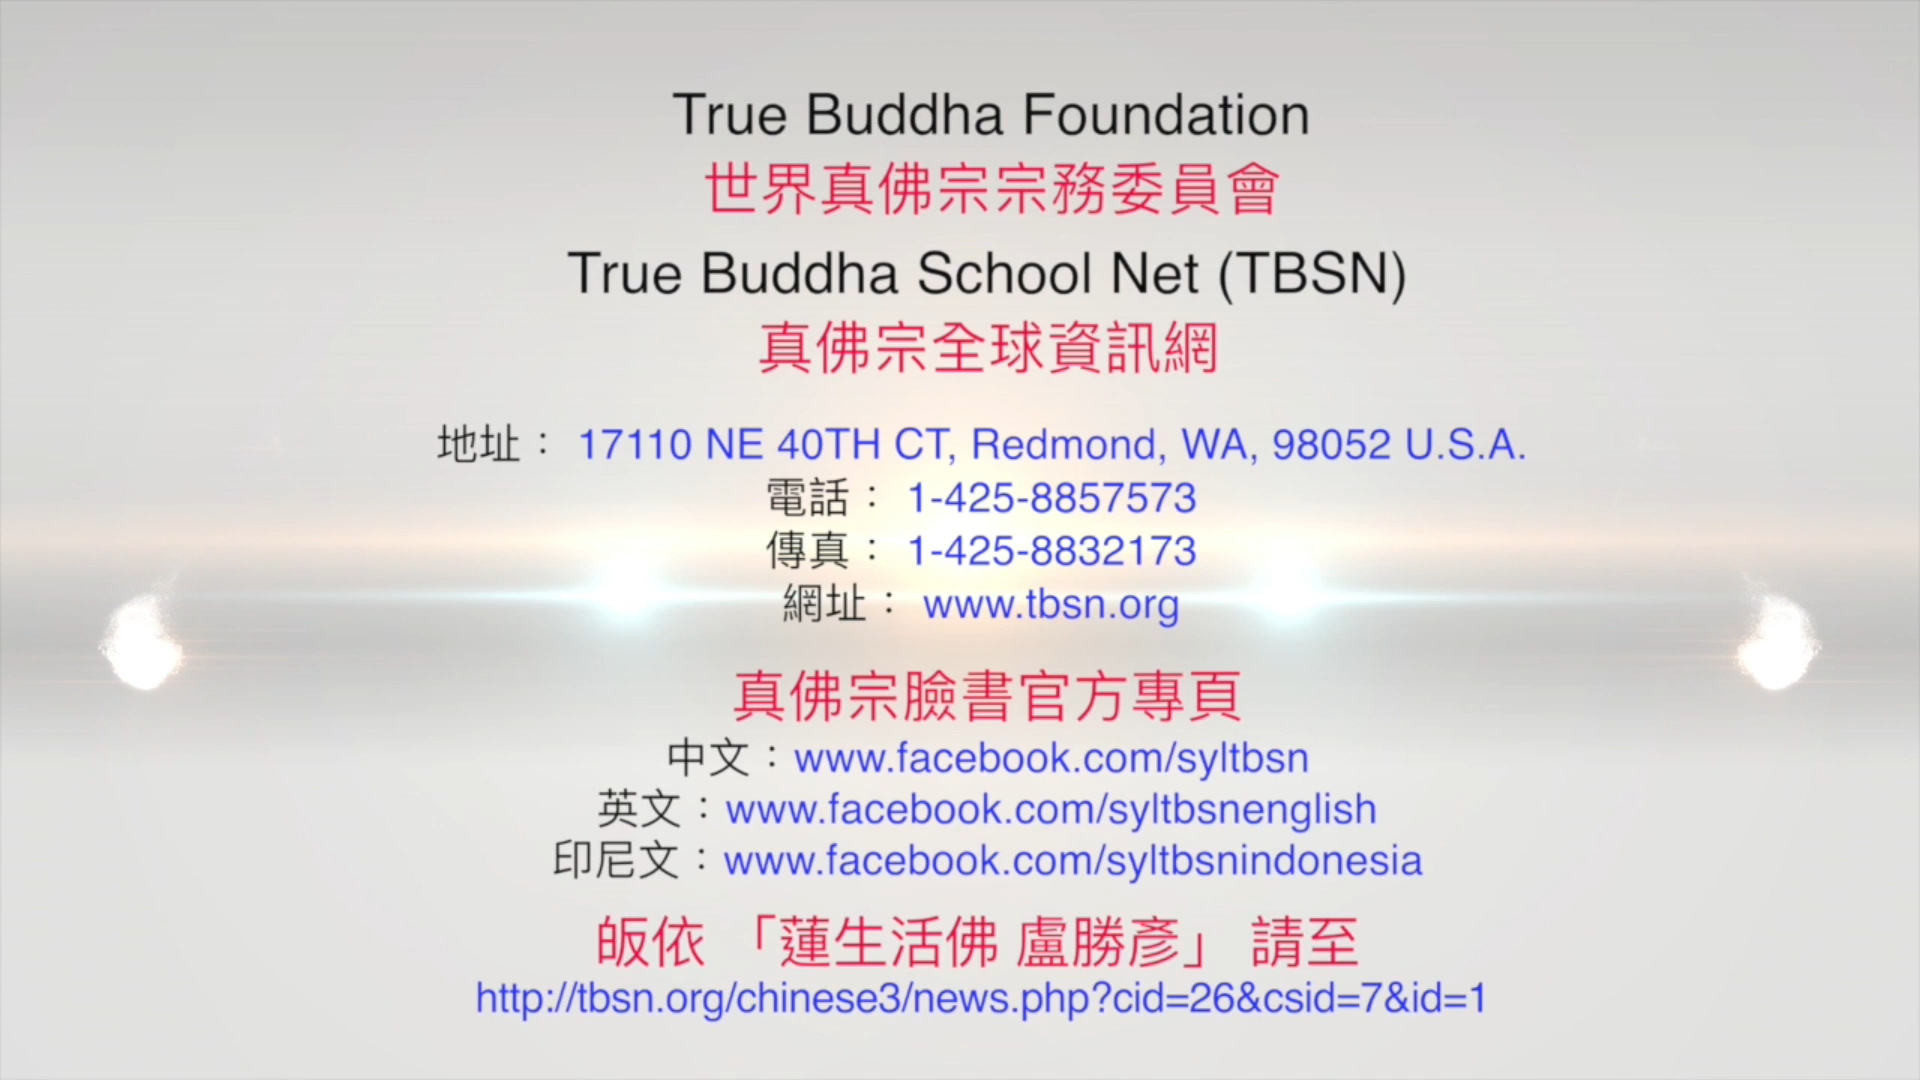 True Buddha Foundation
世界真佛宗宗務委員會
True Buddha School Net (TBSN)
真佛宗全球資訊網
地址： 17110 NE 40TH CT, Redmond, WA, 98052 U.S.A.
電話： 1-425-8857573
傳真： 1-425-8832173
網址： www.tbsn.org
真佛宗臉書官方專頁
中文：www.facebook.com/syltbsn
英文：www.facebook.com/syltbsnenglish
印尼文：www.facebook.com/syltbsnindonesia
皈依 「蓮生活佛 盧勝彥」 請至
http://tbsn.org/chinese3/news.php?cid=26&csid=7&id=1